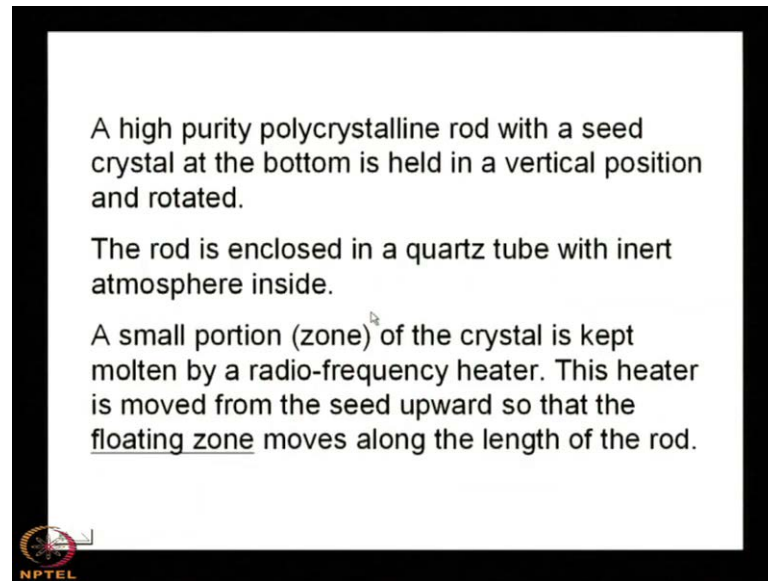 A high purity polycrystalline rod with a seed
crystal at the bottom is held in a vertical position
and rotated.
The rod is enclosed in a quartz tube with inert
atmosphere inside.
A small portion (zone) of the crystal is kept
molten by a radio-frequency heater. This heater
is moved from the seed upward so that the
floating zone moves along the length of the rod.
NPTEL